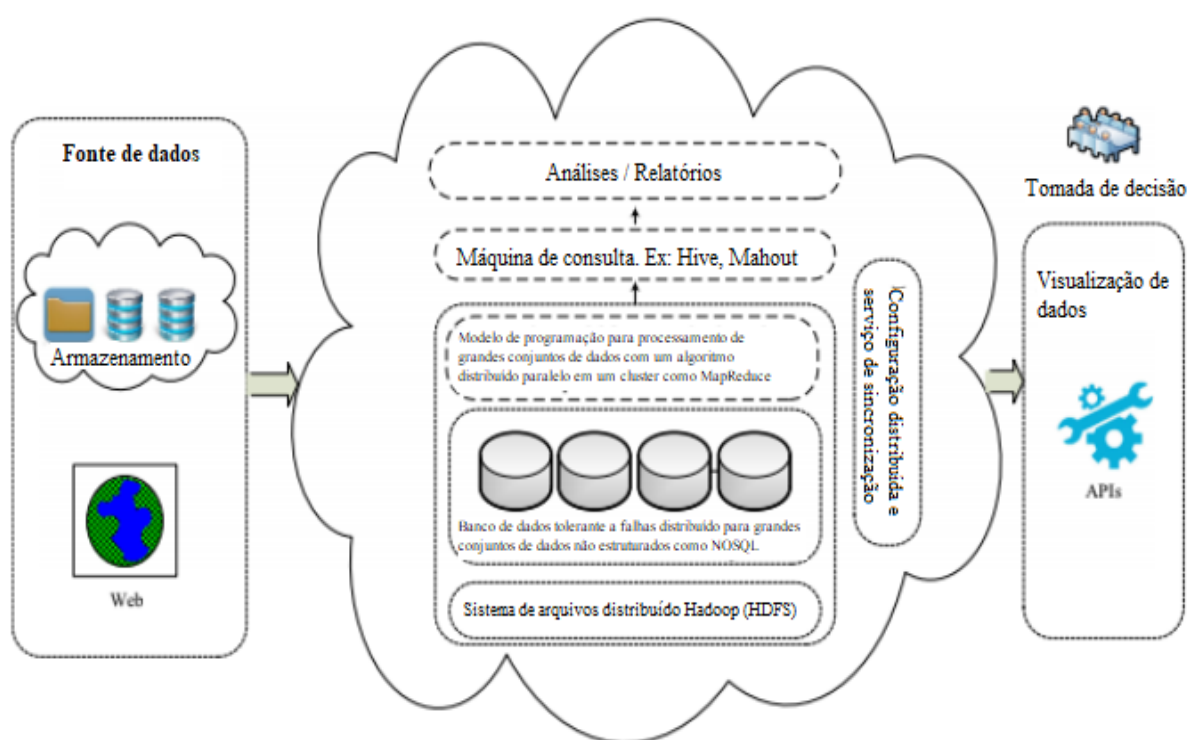 Fonte de dados
Armazenamento
Web
Análises / Relatórios
Máquina de consulta. Ex: Hive, Mahout
Modelo de programação para processamento de
grandes conjuntos de dados com um algoritmo
distribuído paralelo em um cluster como MapReduce
Banco de dados tolerante a falhas distribuído para grandes
conjuntos de dados não estruturados como NOSQL
Sistema de arquivos distribuído Hadoop (HDFS)
Configuração distribuída e
serviço de sincronização
Tomada de decisão
Visualização de
dados
APIs